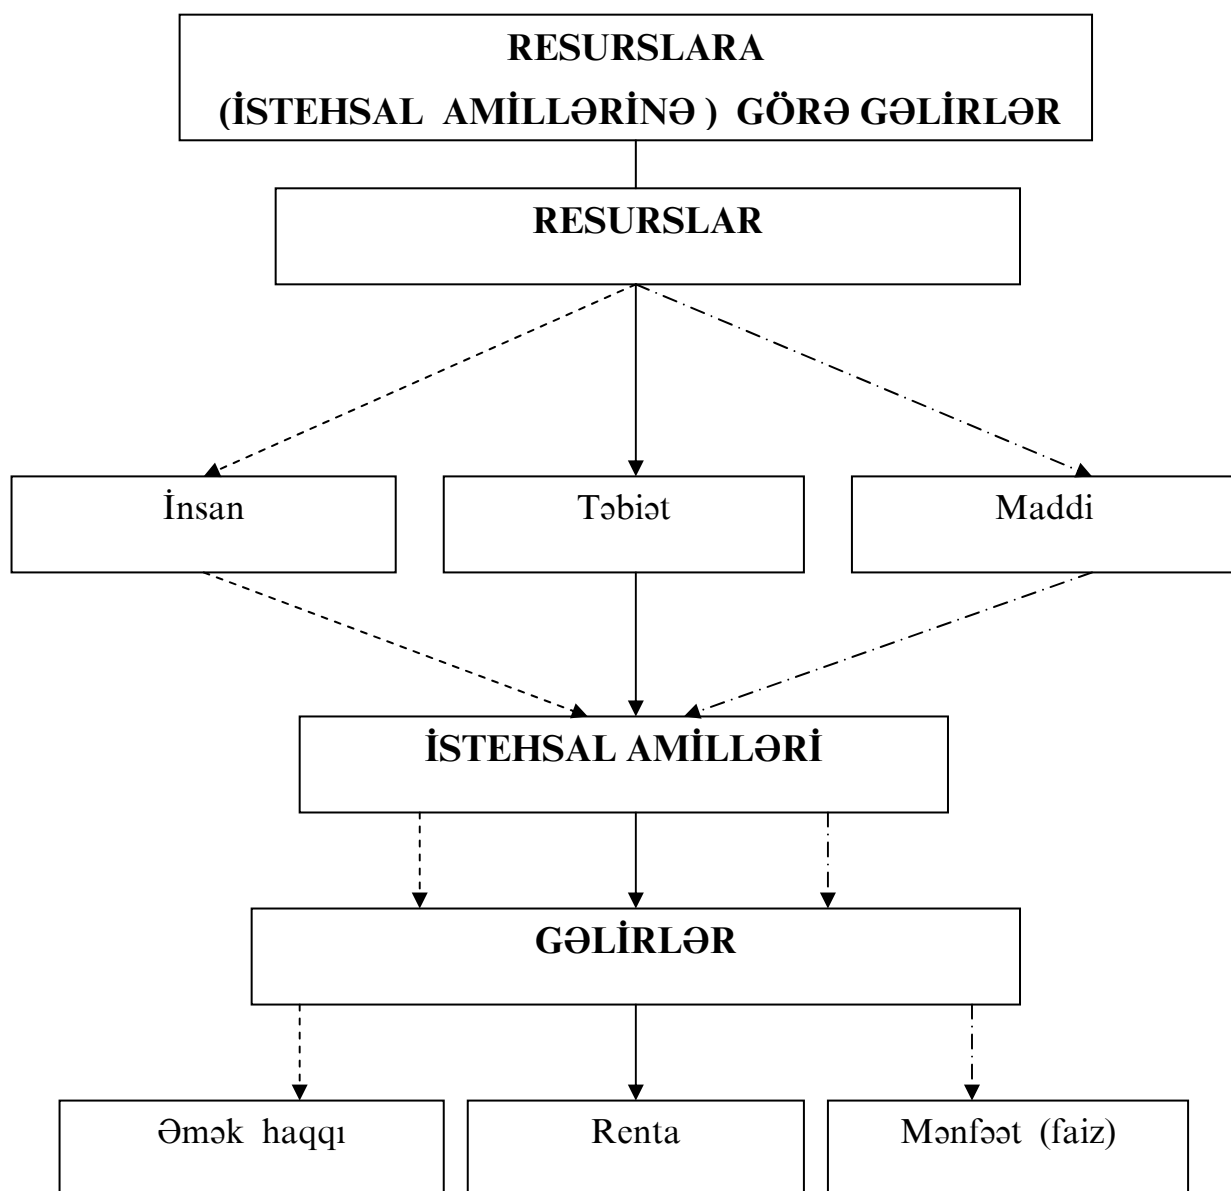 RESURSLARA
(İSTEHSAL AMİLLƏRİNƏ ) GÖRƏ GƏLİRLƏR
RESURSLAR
İnsan
Təbiət
Maddi
İSTEHSAL AMİLLƏRİ
GƏLİRLƏR
Əmək haqqı
Renta
Mənfəət (faiz)